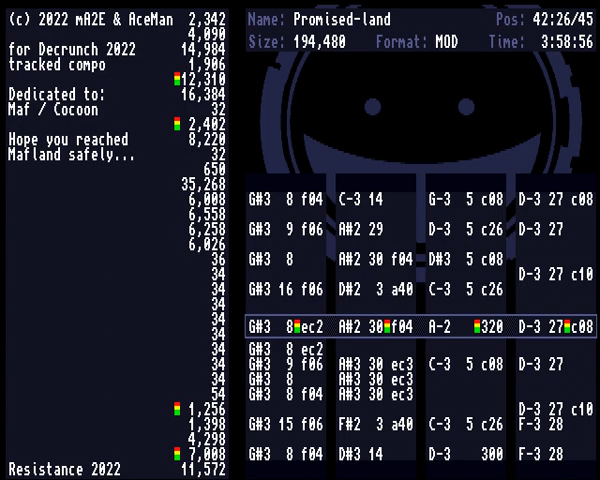 (c) 2022 mA2E & AceMan 2,342
4,090
for Decrunch 2022 14,984
tracked compo 1,906
12,310
Dedicated to: 16,384
Maf / Cocoon 32
2,402
Hope you reached 8,220
Mafland safely... 32
650
35,268
6,008
6,558
6,258
6,026
36
34
34
34
34
34
34
34
34
54
1,256
1,398
4,298
7,008
Resistance 2022 11,572
Name: Promised-land Pos: 42:26/45
Size: 194,480 Format: MOD Time: 3:58:56
G#3 8 f04 C-3 14 G-3 5 c08 D-3 27 c08
G#3 9 f06 A#2 29 D-3 5 c26 D-3 27
G#3 8 A#2 30 f04 D#3 5 c08
D-3 27 c10
G#3 16 f06 D#2 3 a40 C-3 5 c26
G#3 8 ec2 A#2 30 f04 A-2 320 D-3 27 c08
G#3 8 ec2
G#3 9 f06 A#3 30 ec3 C-3 5 c08 D-3 27
G#3 8 A#3 30 ec3
G#3 8 f04 A#3 30 ec3
D-3 27 c10
G#3 15 f06 F#2 3 a40 C-3 5 c26 F-3 28
G#3 8 f04 D#3 14 D-3 300 F-3 28